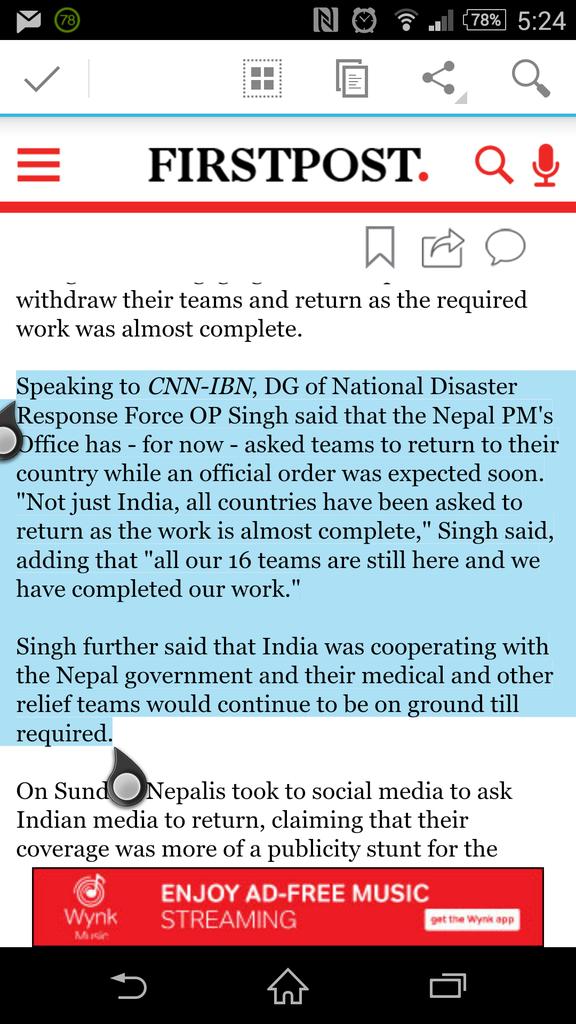 78
78%
5:24
FIRSTPOST.
withdraw their teams and return as the required
work was almost complete.
Speaking to CNN-IBN, DG of National Disaster
Response Force OP Singh said that the Nepal PM's
Office has - for now - asked teams to return to their
country while an official order was expected soon.
"Not just India, all countries have been asked to
return as the work is almost complete," Singh said,
adding that "all our 16 teams are still here and we
have completed our work."
Singh further said that India was cooperating with
the Nepal government and their medical and other
relief teams would continue to be on ground till
required.
On Sund Nepalis took to social media to ask
Indian media to return, claiming that their
coverage was more of a publicity stunt for the
Wynk
Music
ENJOY AD-FREE MUSIC
STREAMING
get the Wynk app